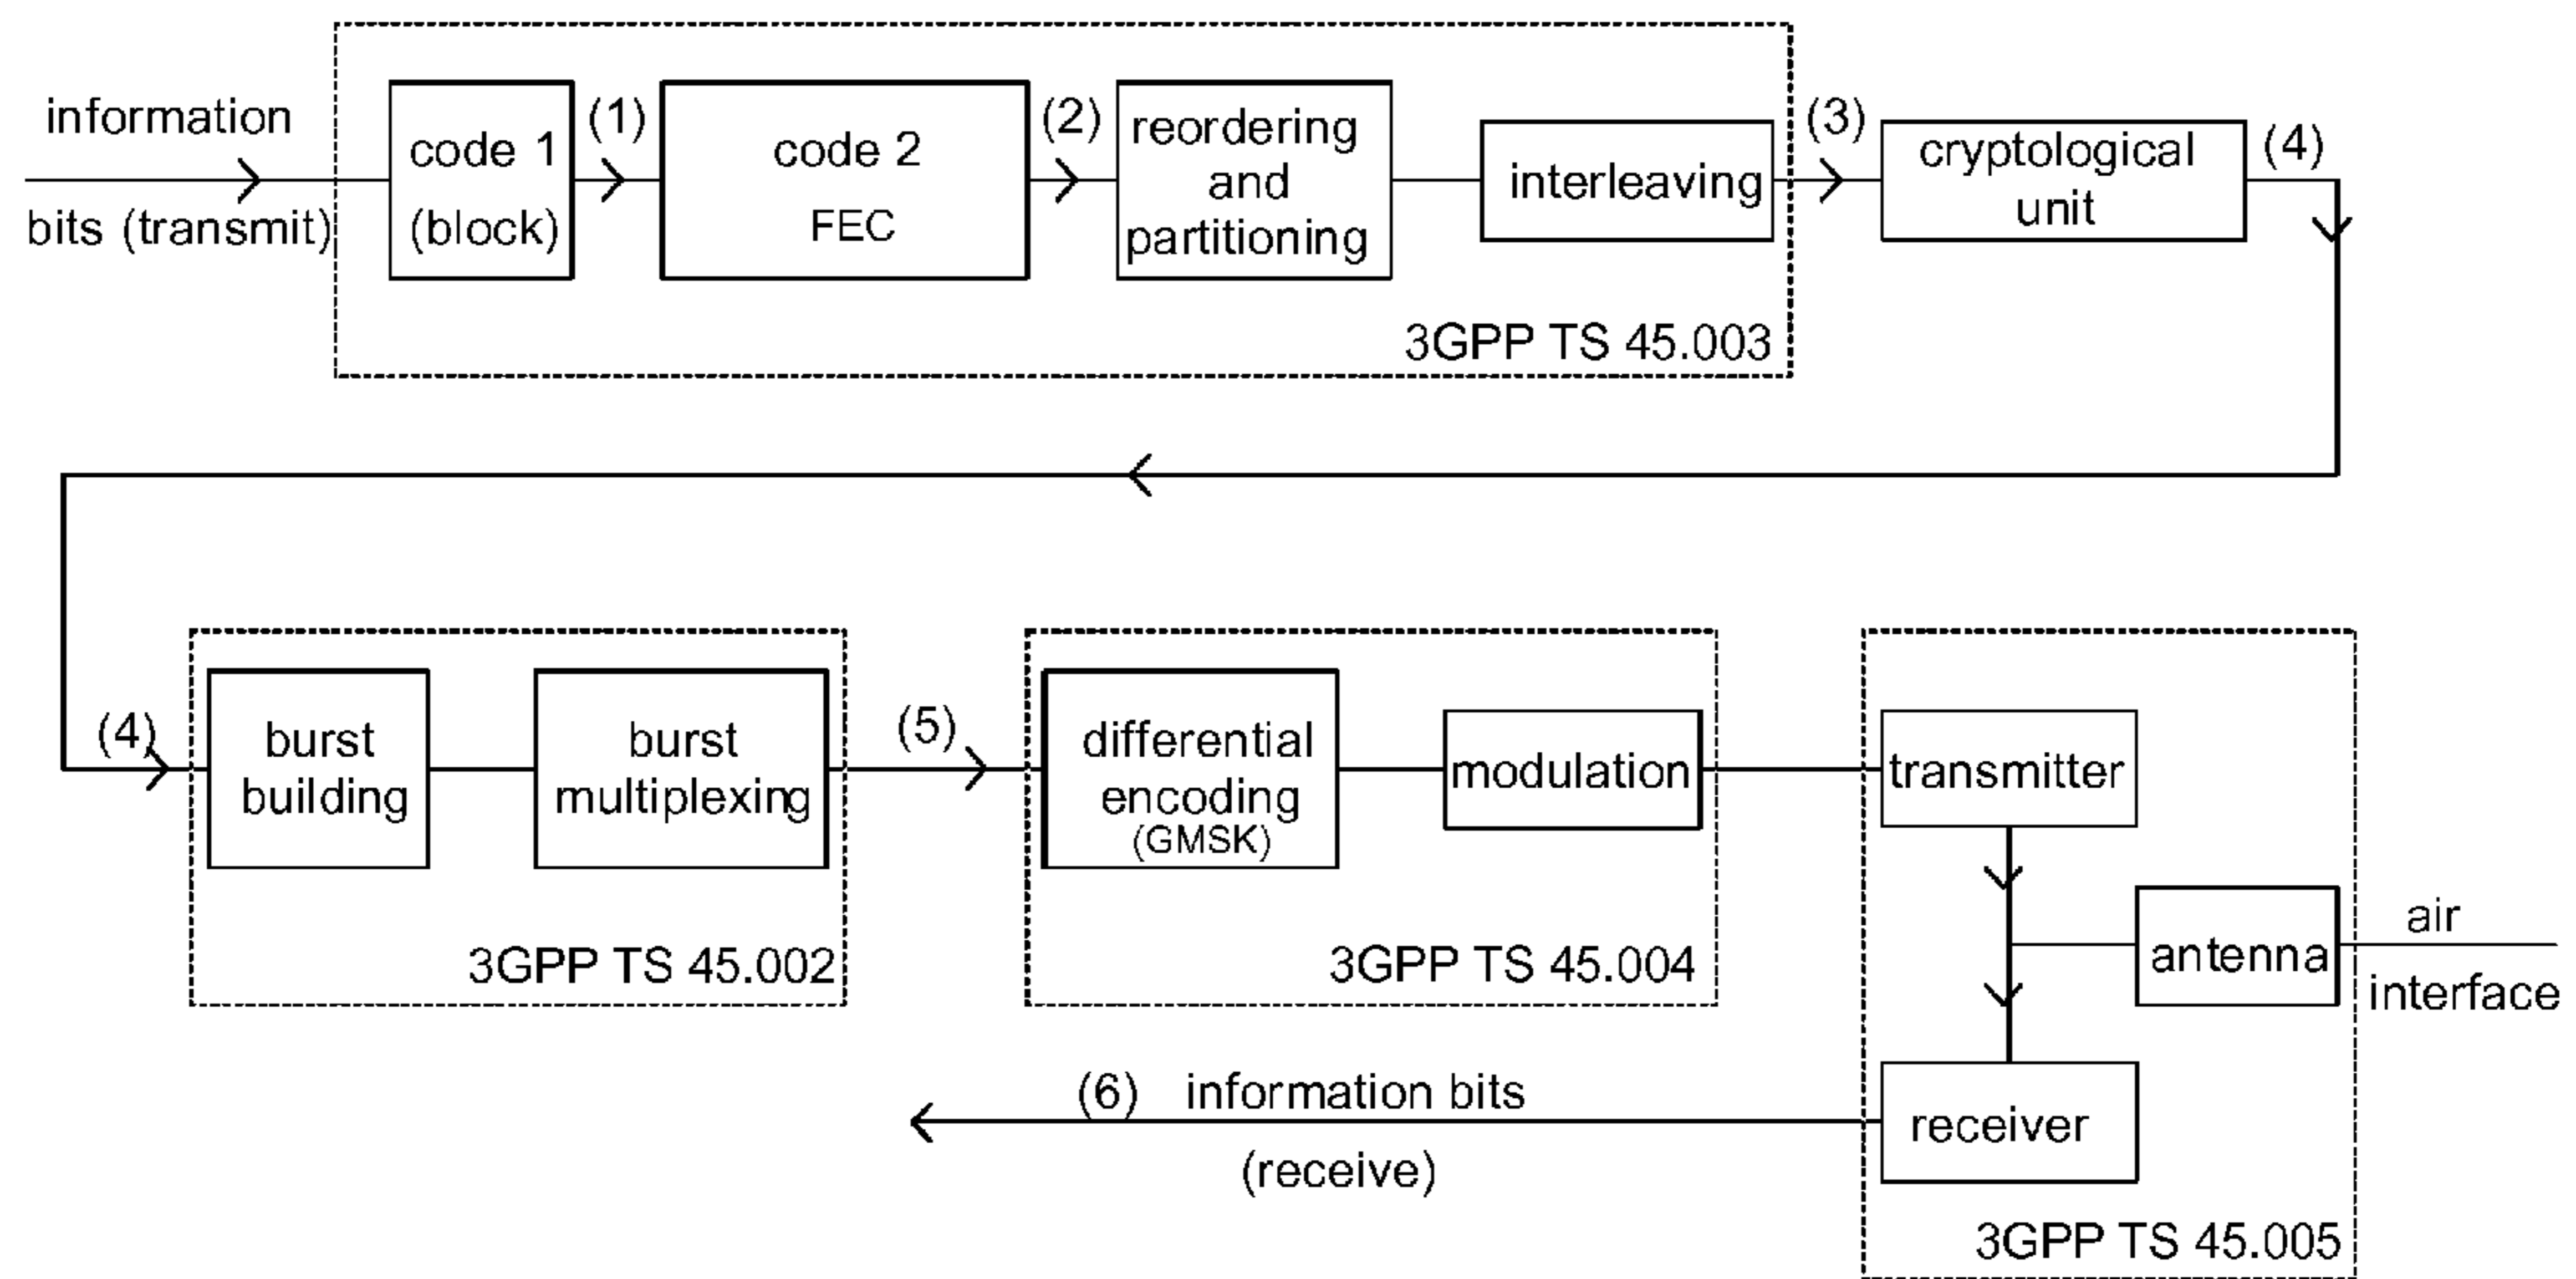 information
bits (transmit)
code 1
(block)
(1)
code 2
FEC
(2)
reordering
and
partitioning
interleaving
(3)
cryptological
unit
(4)
3GPP TS 45.003
(4)
burst
building
burst
multiplexing
3GPP TS 45.002
(5)
differential
encoding
(GMSK)
modulation
3GPP TS 45.004
transmitter
antenna
air
interface
receiver
3GPP TS 45.005
(6) information bits
(receive)